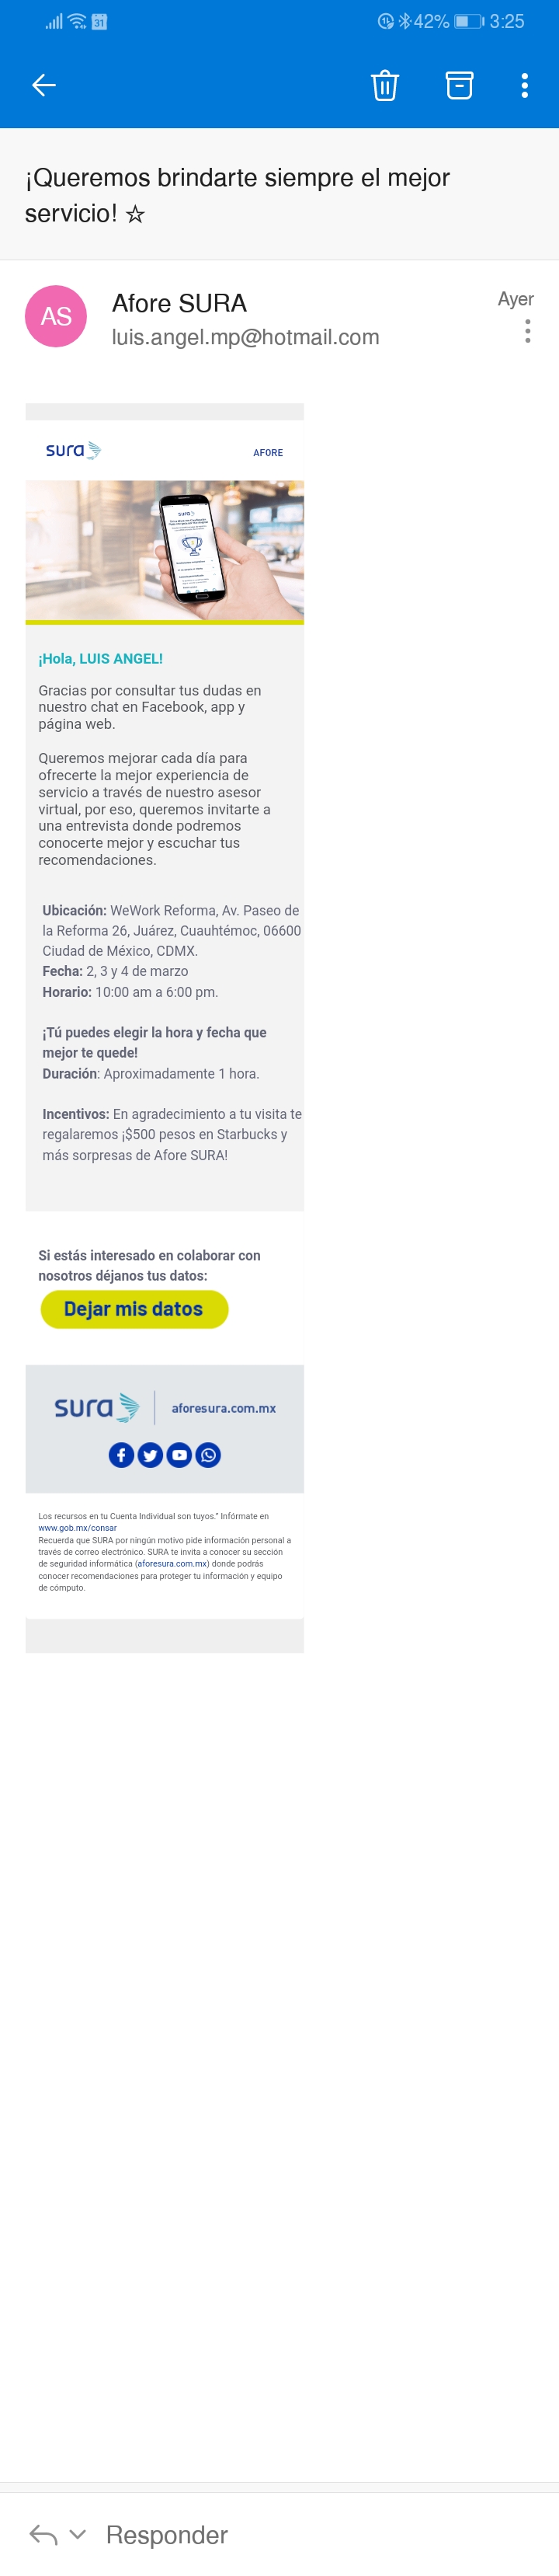 31 42% 3:25
¡Queremos brindarte siempre el mejor
servicio! ☆
AS
Afore SURA
Ayer
luis.angel.mp@hotmail.com
sura
AFORE
sura
¡Hola, LUIS ANGEL!
Gracias por consultar tus dudas en
nuestro chat en Facebook, app y
página web.
Queremos mejorar cada día para
ofrecerte la mejor experiencia de
servicio a través de nuestro asesor
virtual, por eso, queremos invitarte a
una entrevista donde podremos
conocerte mejor y escuchar tus
recomendaciones.
Ubicación: WeWork Reforma, Av. Paseo de
la Reforma 26, Juárez, Cuauhtémoc, 06600
Ciudad de México, CDMX.
Fecha: 2, 3 y 4 de marzo
Horario: 10:00 am a 6:00 pm.
¡Tú puedes elegir la hora y fecha que
mejor te quede!
Duración: Aproximadamente 1 hora.
Incentivos: En agradecimiento a tu visita te
regalaremos ¡$500 pesos en Starbucks y
más sorpresas de Afore SURA!
Si estás interesado en colaborar con
nosotros déjanos tus datos:
Dejar mis datos
sura
aforesura.com.mx
Los recursos en tu Cuenta Individual son tuyos." Infórmate en
www.gob.mx/consar
Recuerda que SURA por ningún motivo pide información personal a
través de correo electrónico. SURA te invita a conocer su sección
de seguridad informática (aforesura.com.mx) donde podrás
conocer recomendaciones para proteger tu información y equipo
de cómputo.
Responder